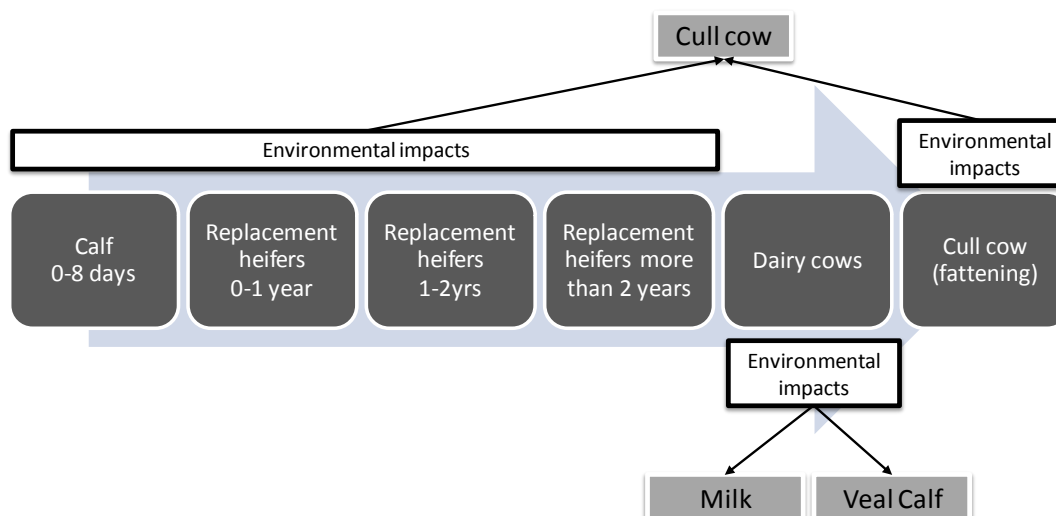 Cull cow
Environmental impacts
Environmental
impacts
Calf
0-8 days
Replacement
heifers
0-1 year
Replacement
heifers
1-2yrs
Replacement
heifers more
than 2 years
Dairy cows
Cull cow
(fattening)
Environmental
impacts
Milk
Veal Calf